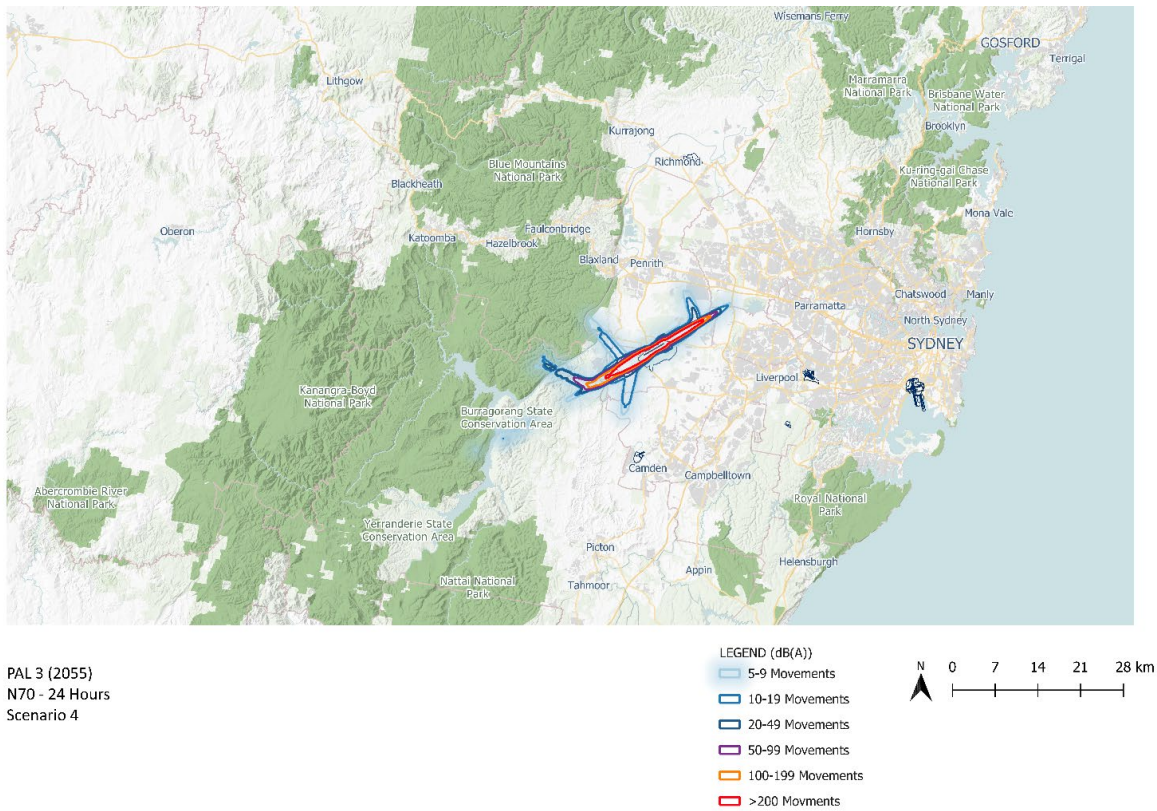 Wisemans Ferry
GOSFORD
Terrigal
Lithgow
Marramarra
National Park
Brisbane Water
National Park
Brooklyn
Kurrajong
Richmond
Blue Mountains
National Park
Ku-ring-gai Chase
National Park
Blackheath
Mona Vale
Oberon
Katoomba
Faulconbridge
Hazelbrook
Hornsby
Blaxland
Penrith
Chatswood
Manly
Parramatta
North Sydney
SYDNEY
Liverpool
Kanangra-Boyd
National Park
Burragorang State
Conservation Area
Camden
Campbelltown
Abercrombie River
National Park
Royal National
Park
Yerranderie State
Conservation Area
Picton
Appin
Helensburgh
Nattai National
Park
Tahmoor
PAL 3 (2055)
N70 - 24 Hours
Scenario 4
LEGEND (dB(A))
5-9 Movements
10-19 Movements
20-49 Movements
50-99 Movements
100-199 Movements
>200 Movments
N
0 7 14 21 28 km